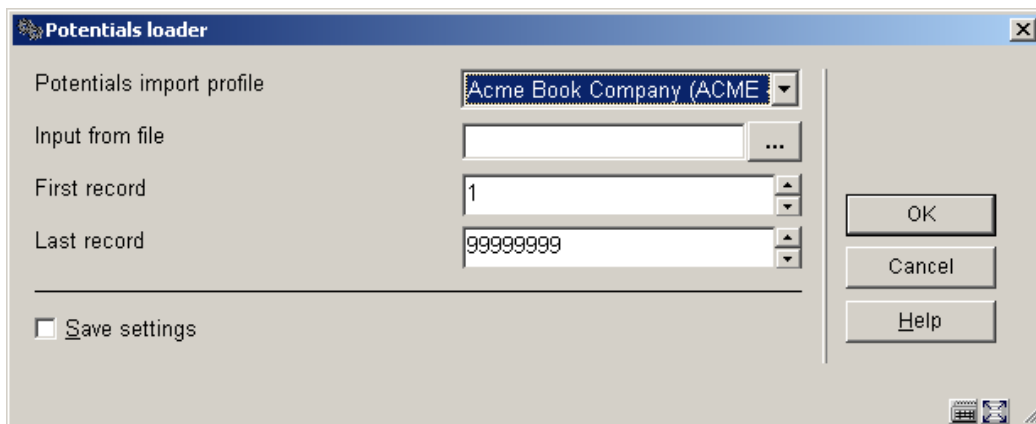 Potentials loader
Potentials import profile
Acme Book Company (ACME
Input from file
...
First record
1
Last record
99999999
OK
Cancel
Help
Save settings